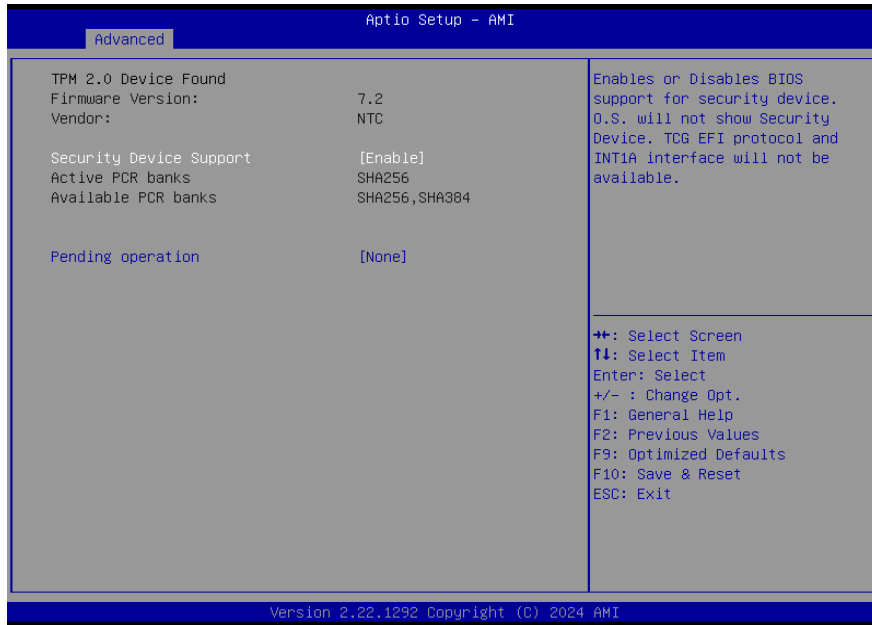 Aptio Setup – AMI
Advanced
TPM 2.0 Device Found
Firmware Version: 7.2
Vendor: NTC
Security Device Support [Enable]
Active PCR banks SHA256
Available PCR banks SHA256,SHA384
Pending operation [None]
Enables or Disables BIOS
support for security device.
O.S. will not show Security
Device. TCG EFI protocol and
INT1A interface will not be
available.
→←: Select Screen
↑↓: Select Item
Enter: Select
+/- : Change Opt.
F1: General Help
F2: Previous Values
F9: Optimized Defaults
F10: Save & Reset
ESC: Exit
Version 2.22.1292 Copyright (C) 2024 AMI